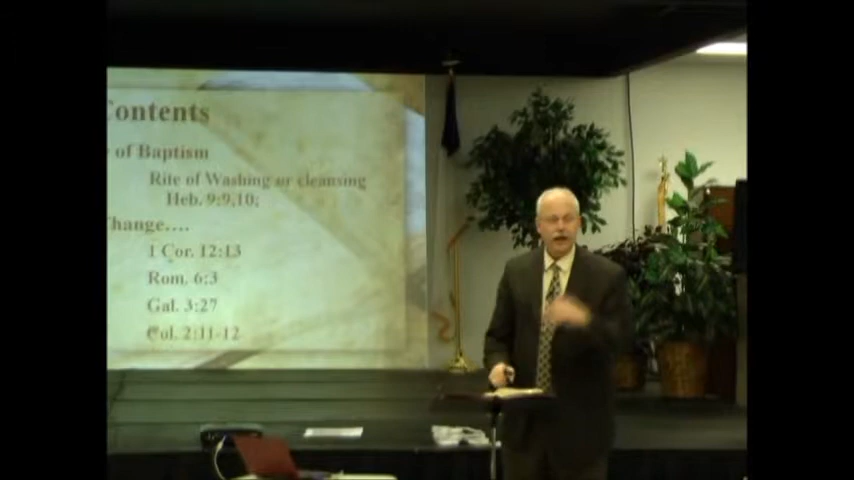 Contents
of Baptism
Rite of Washing or cleansing
Heb. 9:9,10;
Change....
1 Cor. 12:13
Rom. 6:3
Gal. 3:27
Col. 2:11-12